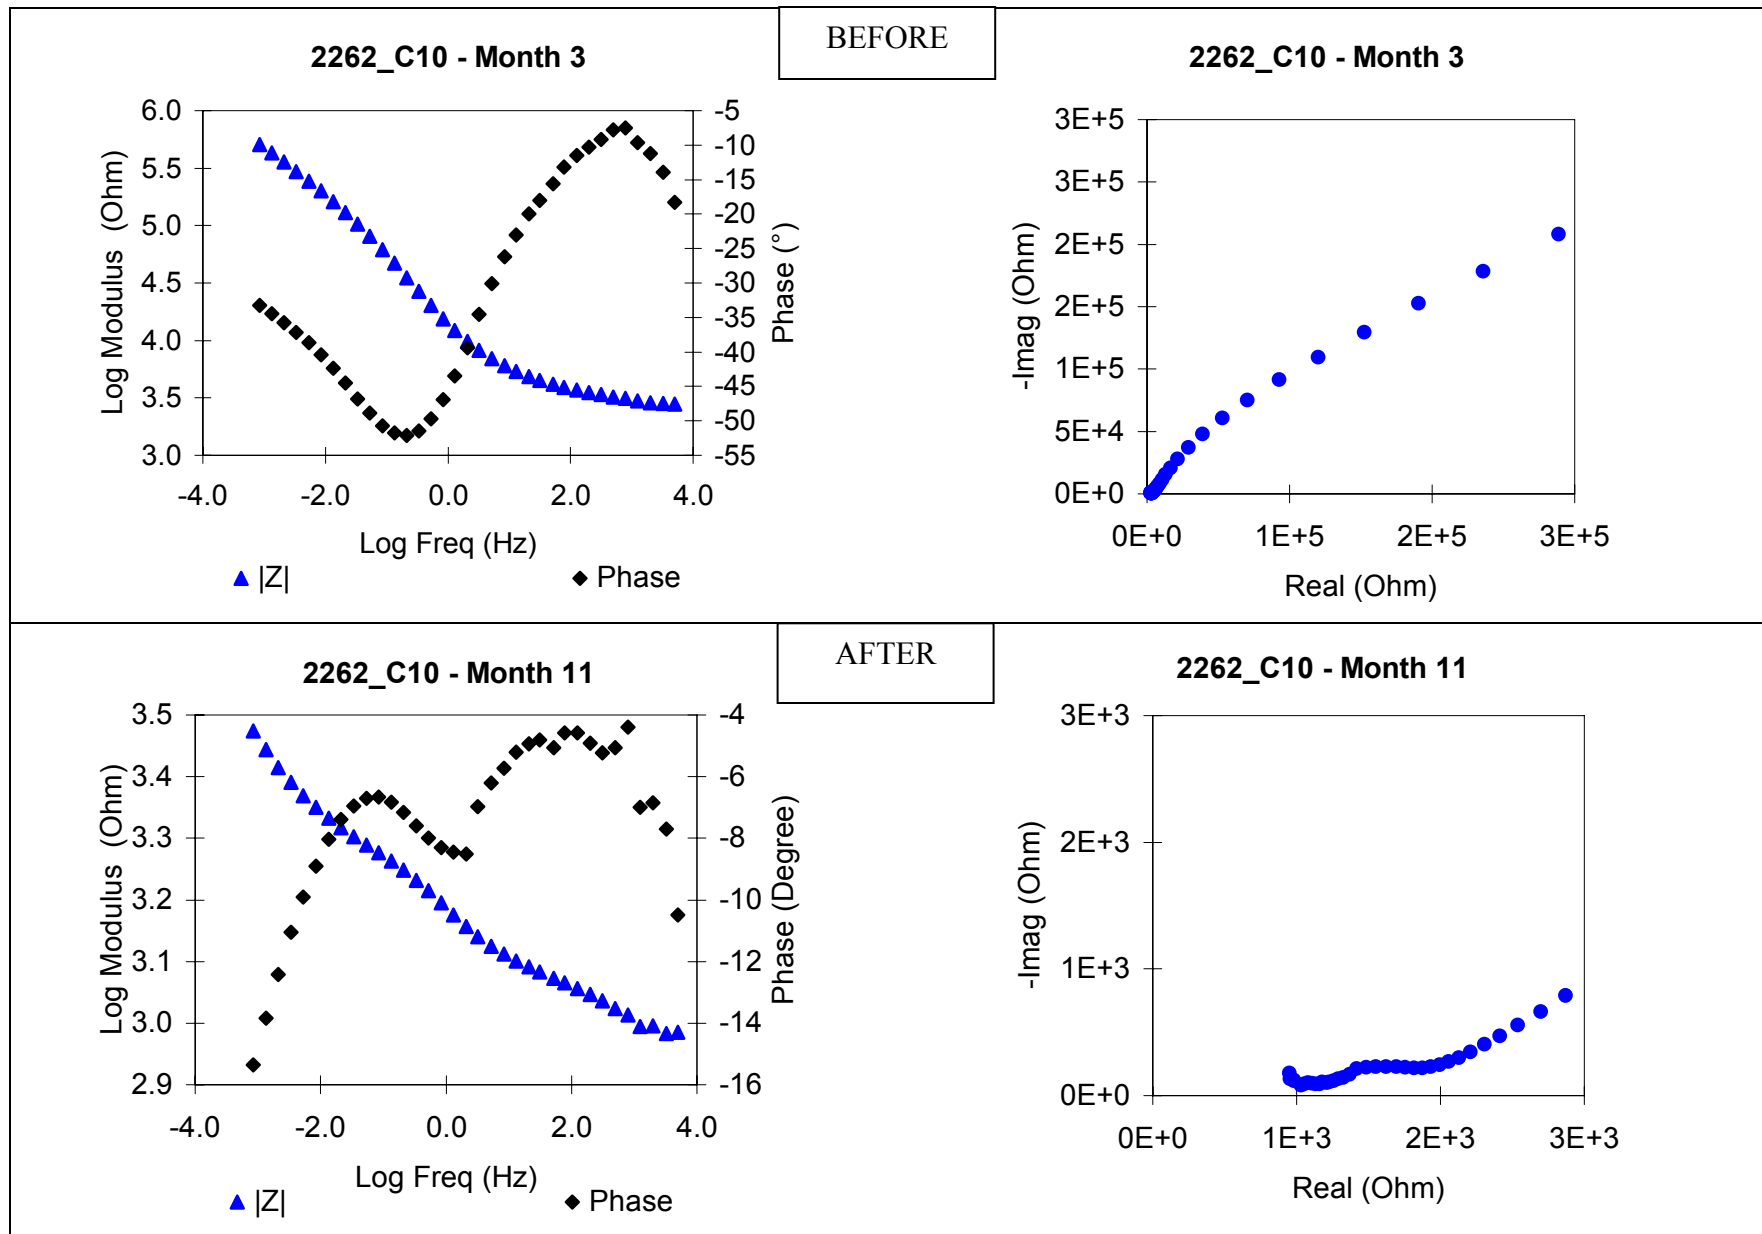 BEFORE
2262_C10 - Month 3
6.0
5.5
5.0
4.5
4.0
3.5
3.0
Log Modulus (Ohm)
-5
-10
-15
-20
-25
-30
-35
-40
-45
-50
-55
Phase (°)
-4.0 -2.0 0.0 2.0 4.0
Log Freq (Hz)
|Z| Phase
2262_C10 - Month 3
3E+5
3E+5
2E+5
2E+5
1E+5
5E+4
0E+0
-Imag (Ohm)
0E+0 1E+5 2E+5 3E+5
Real (Ohm)
AFTER
2262_C10 - Month 11
3.5
3.4
3.3
3.2
3.1
3.0
2.9
Log Modulus (Ohm)
-4
-6
-8
-10
-12
-14
-16
Phase (Degree)
-4.0 -2.0 0.0 2.0 4.0
Log Freq (Hz)
|Z| Phase
2262_C10 - Month 11
3E+3
2E+3
1E+3
0E+0
-Imag (Ohm)
0E+0 1E+3 2E+3 3E+3
Real (Ohm)